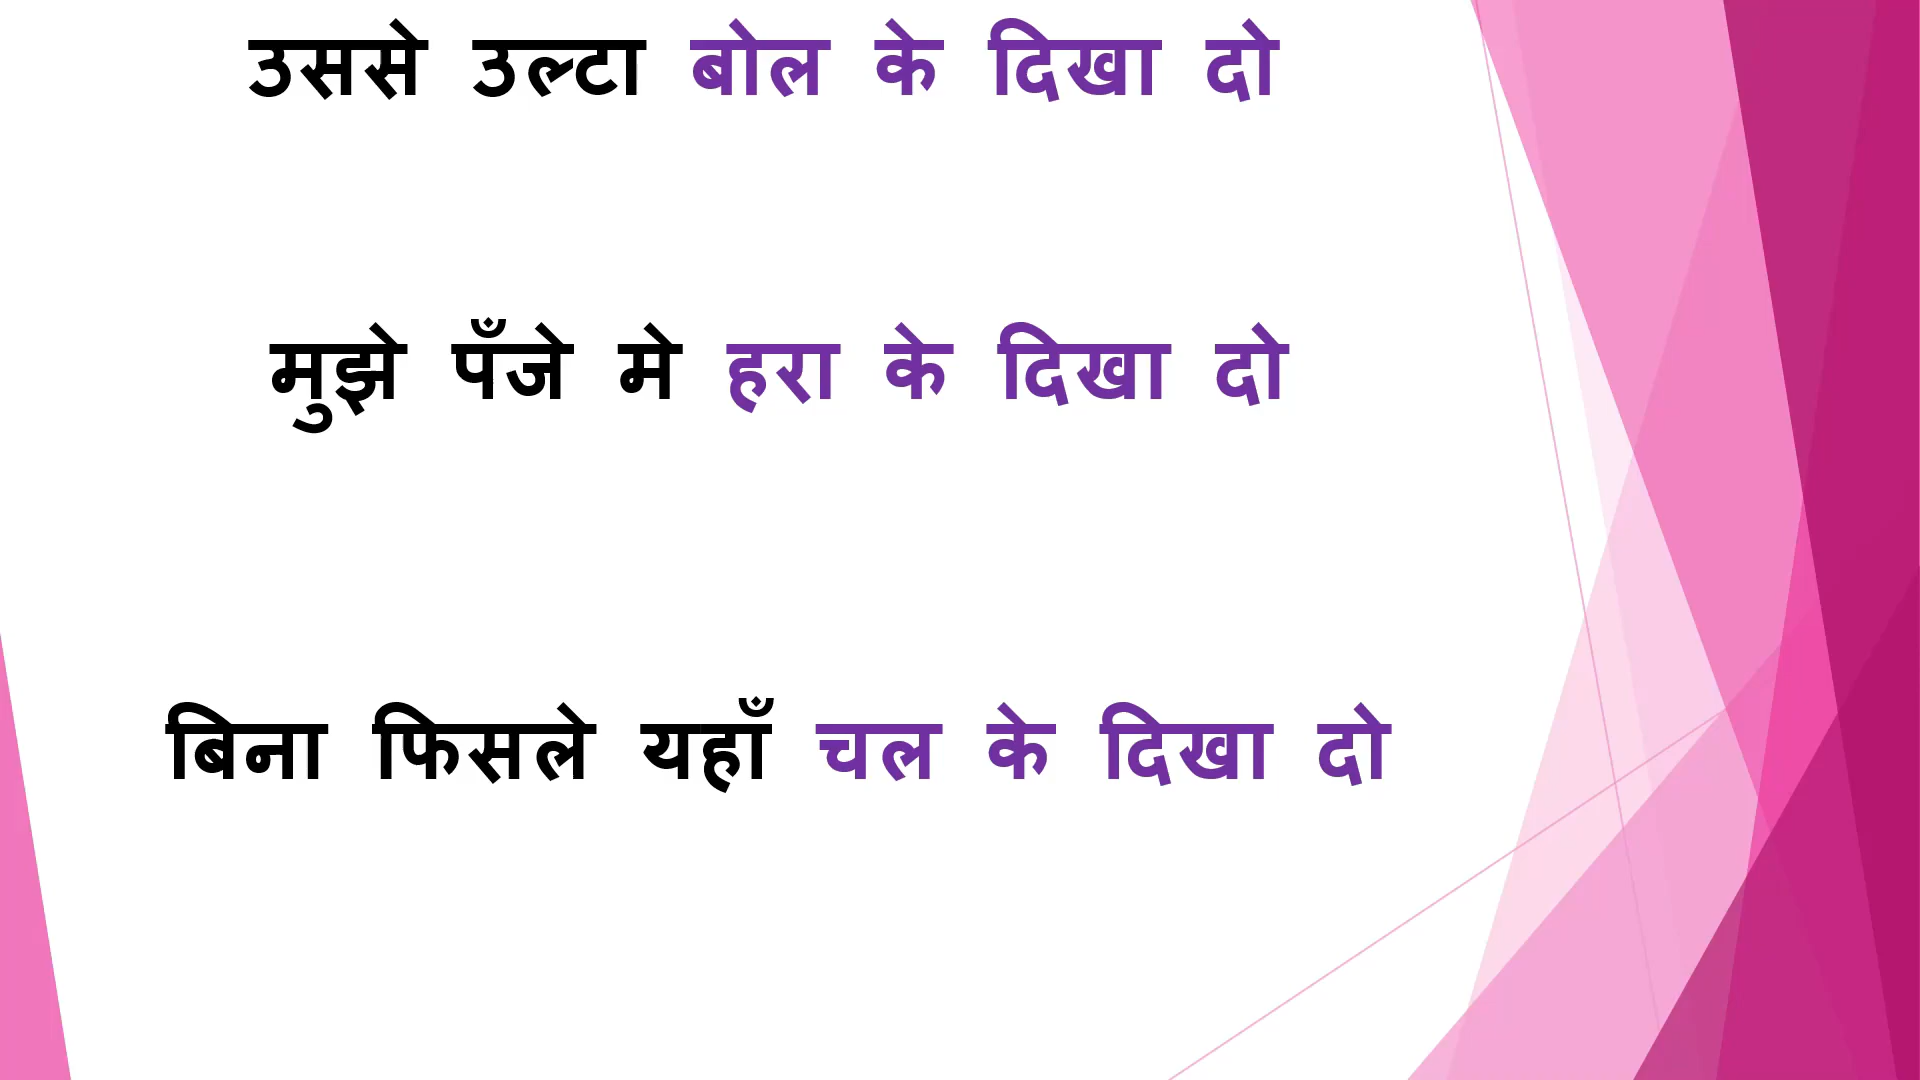 उससे उल्टा बोल के दिखा दो
मुझे पँजे मे हरा के दिखा दो
बिना फिसले यहाँ चल के दिखा दो